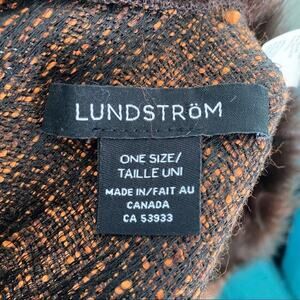 LUNDSTRÖM
ONE SIZE/
TAILLE UNI
MADE IN/FAIT AU
CANADA
CA 53933